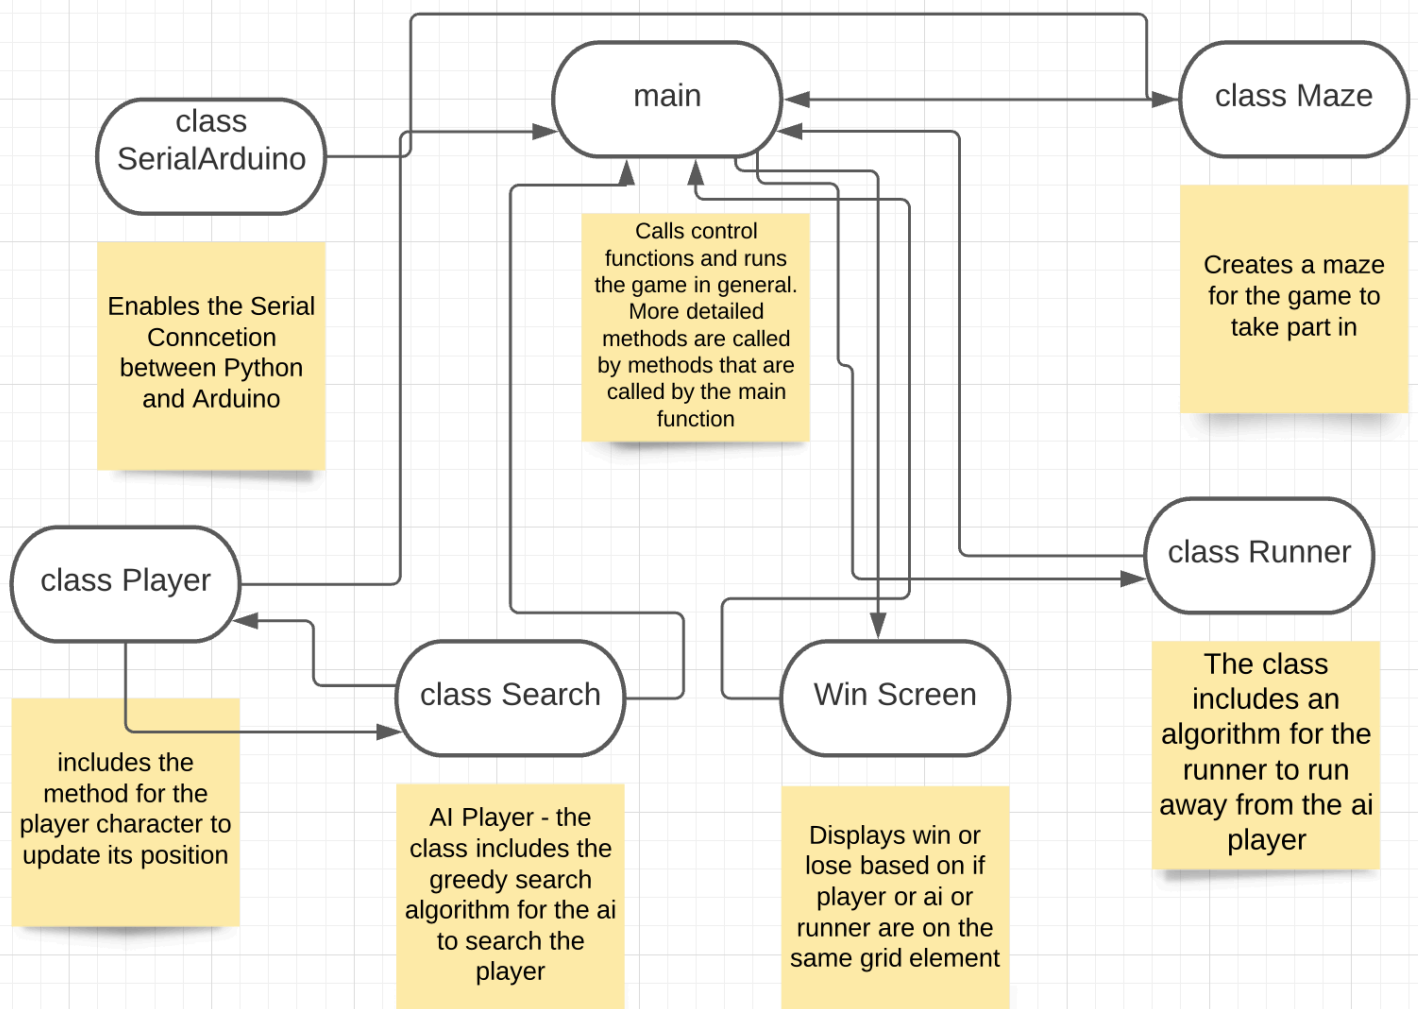 main
class Maze
class
SerialArduino
Calls control
functions and runs
the game in general.
More detailed
methods are called
by methods that are
called by the main
function
Creates a maze
for the game to
take part in
Enables the Serial
Conncetion
between Python
and Arduino
class Runner
class Player
class Search
Win Screen
The class
includes an
algorithm for the
runner to run
away from the ai
player
includes the
method for the
player character to
update its position
AI Player - the
class includes the
greedy search
algorithm for the ai
to search the
player
Displays win or
lose based on if
player or ai or
runner are on the
same grid element